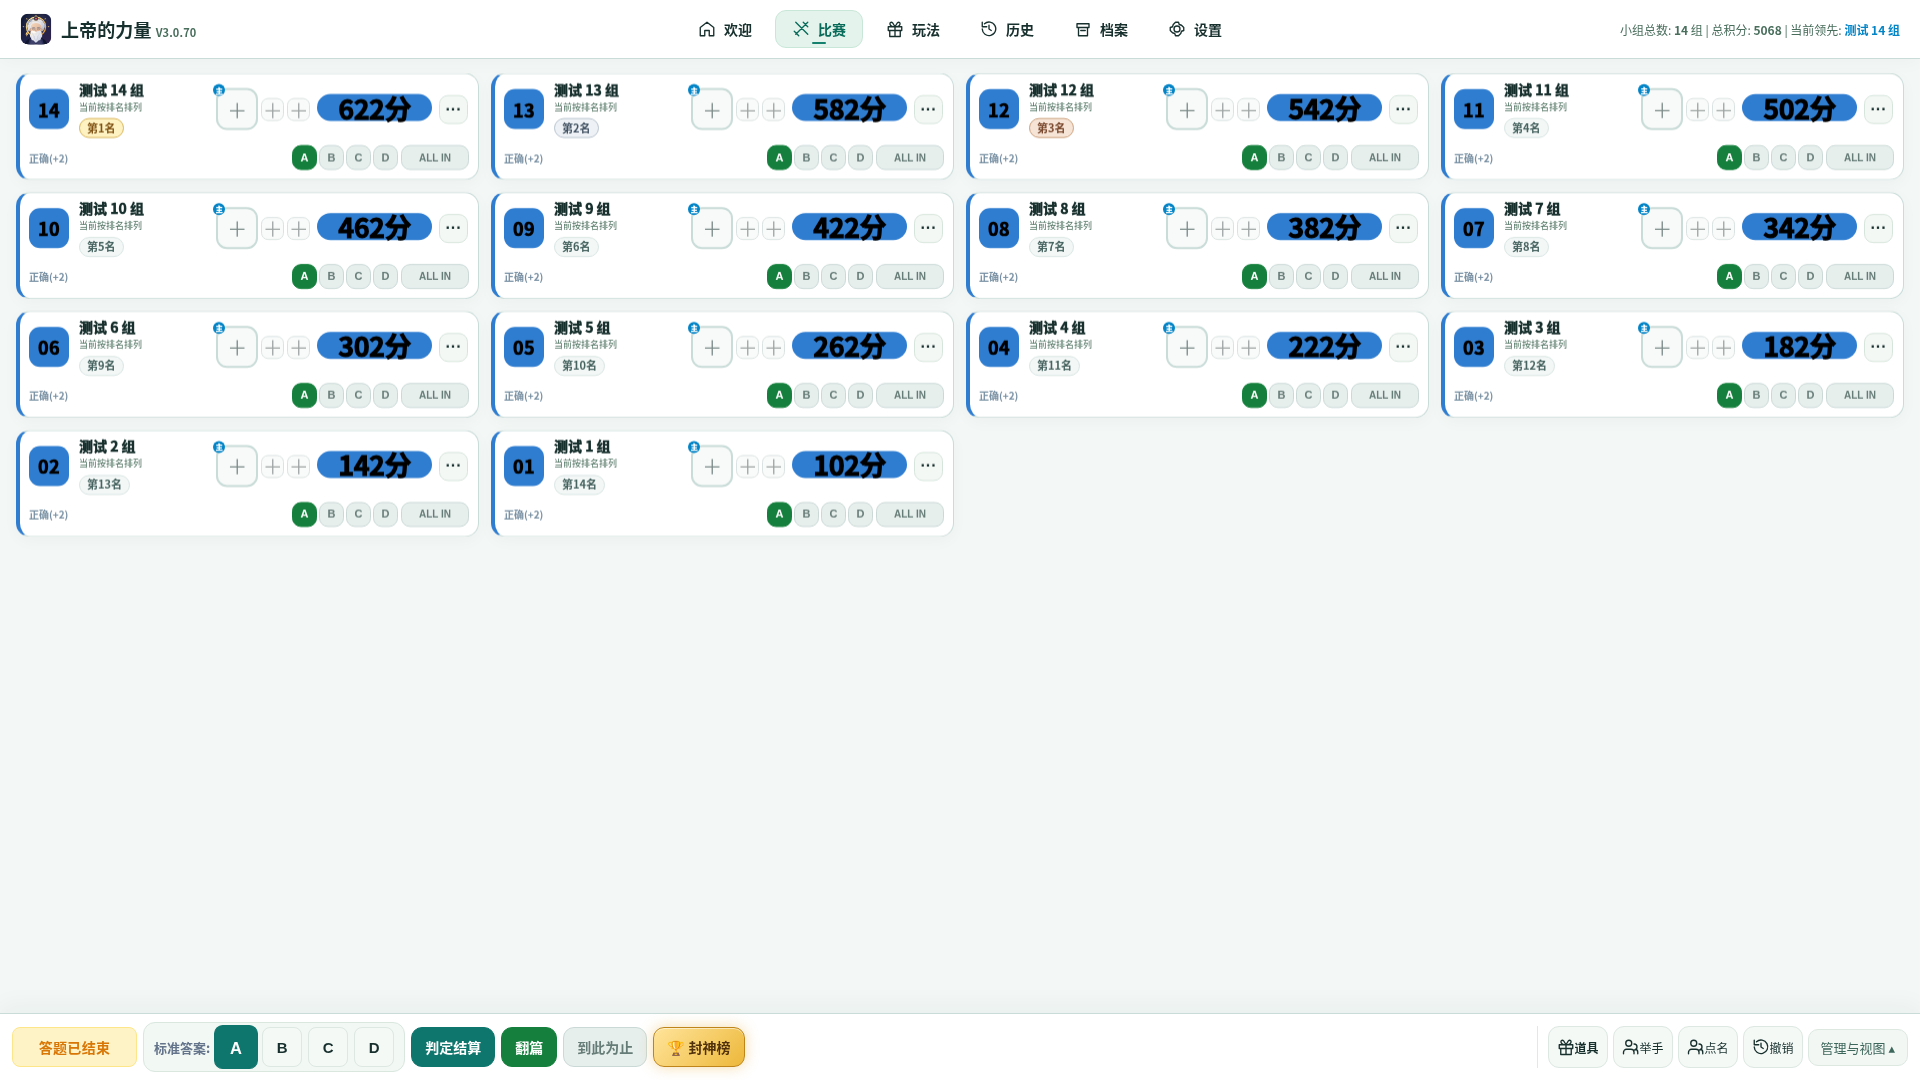 上帝的力量 V3.0.70
欢迎 比赛 玩法 历史 档案 设置
小组总数: 14 组 | 总积分: 5068 | 当前领先: 测试 14 组
14 测试 14 组 当前按排名排列 第1名 主 622分 ...
正确(+2) A B C D ALL IN
13 测试 13 组 当前按排名排列 第2名 主 582分 ...
正确(+2) A B C D ALL IN
12 测试 12 组 当前按排名排列 第3名 主 542分 ...
正确(+2) A B C D ALL IN
11 测试 11 组 当前按排名排列 第4名 主 502分 ...
正确(+2) A B C D ALL IN
10 测试 10 组 当前按排名排列 第5名 主 462分 ...
正确(+2) A B C D ALL IN
09 测试 9 组 当前按排名排列 第6名 主 422分 ...
正确(+2) A B C D ALL IN
08 测试 8 组 当前按排名排列 第7名 主 382分 ...
正确(+2) A B C D ALL IN
07 测试 7 组 当前按排名排列 第8名 主 342分 ...
正确(+2) A B C D ALL IN
06 测试 6 组 当前按排名排列 第9名 主 302分 ...
正确(+2) A B C D ALL IN
05 测试 5 组 当前按排名排列 第10名 主 262分 ...
正确(+2) A B C D ALL IN
04 测试 4 组 当前按排名排列 第11名 主 222分 ...
正确(+2) A B C D ALL IN
03 测试 3 组 当前按排名排列 第12名 主 182分 ...
正确(+2) A B C D ALL IN
02 测试 2 组 当前按排名排列 第13名 主 142分 ...
正确(+2) A B C D ALL IN
01 测试 1 组 当前按排名排列 第14名 主 102分 ...
正确(+2) A B C D ALL IN
答题已结束 标准答案: A B C D 判定结算 翻篇 到此为止 🏆 封神榜 道具 举手 点名 撤销 管理与视图 ▴